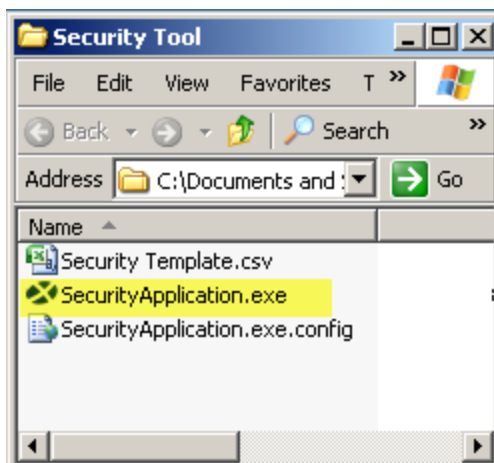 Security Tool
File Edit View Favorites T »
Back Search »
Address C:\Documents and Go
Name
Security Template.csv
SecurityApplication.exe
SecurityApplication.exe.config